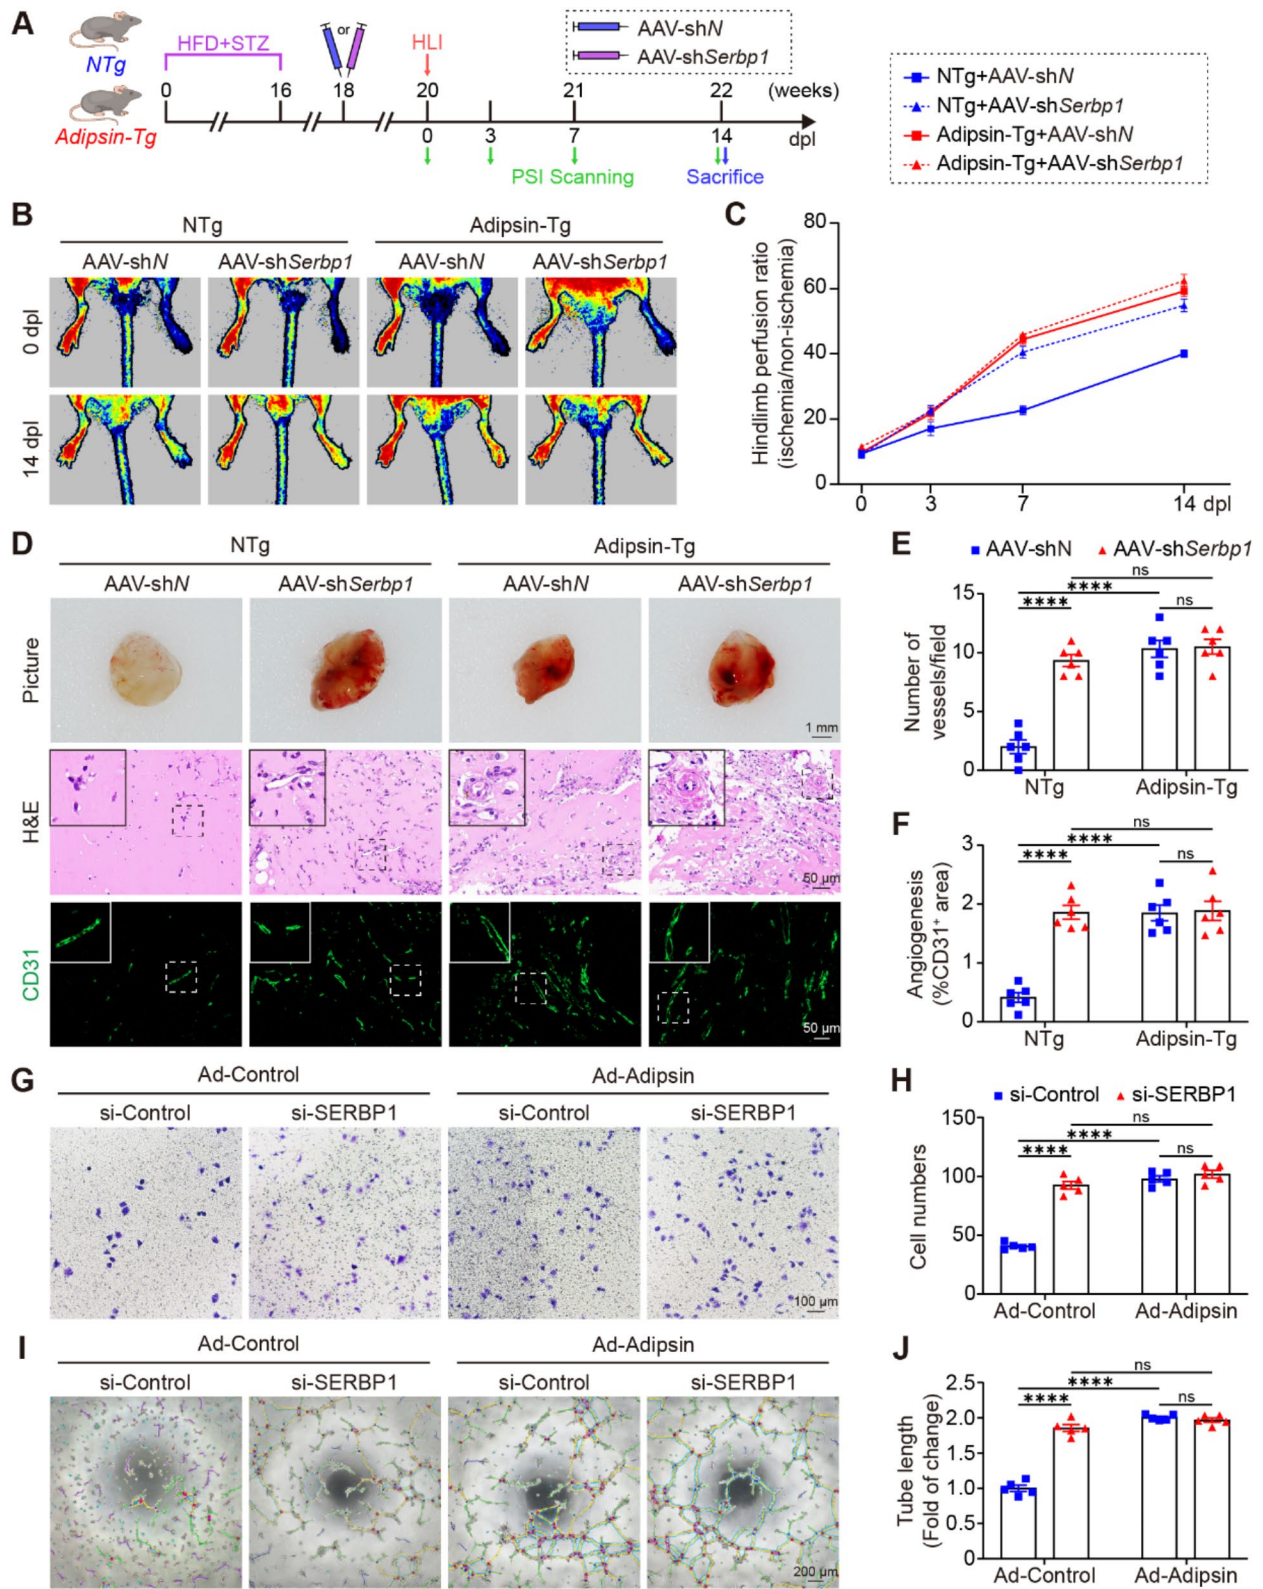 A
NTg
Adipsin-Tg
HFD+STZ
or
HLI
AAV-shN
AAV-shSerbp1
0 16 18 20 21 22 (weeks)
0 3 7 14 dpl
PSI Scanning
Sacrifice
NTg+AAV-shN
NTg+AAV-shSerbp1
Adipsin-Tg+AAV-shN
Adipsin-Tg+AAV-shSerbp1
B
NTg Adipsin-Tg
AAV-shN AAV-shSerbp1 AAV-shN AAV-shSerbp1
0 dpl
14 dpl
C
Hindlimb perfusion ratio
(ischemia/non-ischemia)
80
60
40
20
0
0 3 7 14 dpl
D
NTg Adipsin-Tg
AAV-shN AAV-shSerbp1 AAV-shN AAV-shSerbp1
Picture
1 mm
H&E
50 µm
CD31
50 µm
E
AAV-shN AAV-shSerbp1
Number of
vessels/field
15
10
5
0
ns
****
**** ns
NTg Adipsin-Tg
F
Angiogenesis
(%CD31⁺ area)
3
2
1
0
ns
****
**** ns
NTg Adipsin-Tg
G
Ad-Control Ad-Adipsin
si-Control si-SERBP1 si-Control si-SERBP1
100 µm
H
si-Control si-SERBP1
Cell numbers
150
100
50
0
ns
****
**** ns
Ad-Control Ad-Adipsin
I
Ad-Control Ad-Adipsin
si-Control si-SERBP1 si-Control si-SERBP1
200 µm
J
Tube length
(Fold of change)
2.5
2.0
1.5
1.0
0.5
0
ns
****
**** ns
Ad-Control Ad-Adipsin